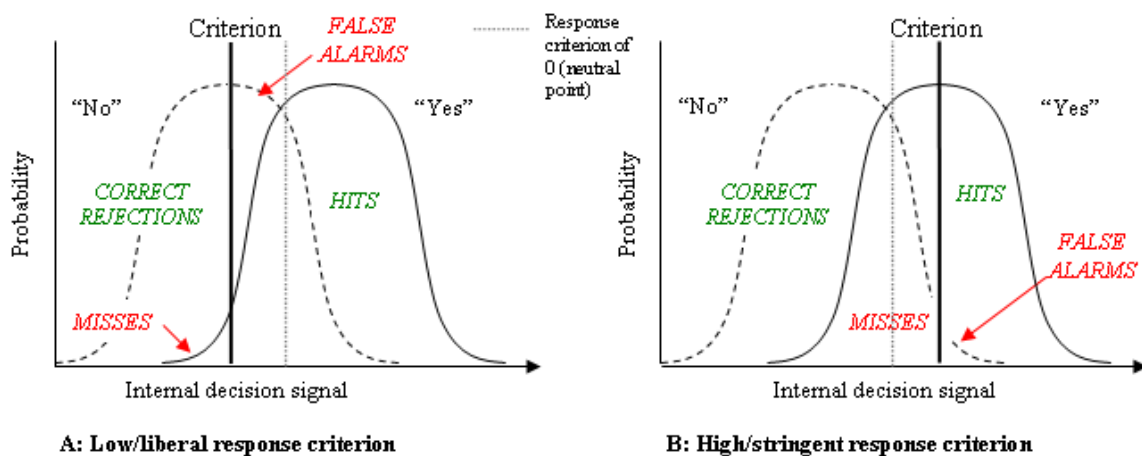 Criterion
FALSE
ALARMS
Response
criterion of
0 (neutral
point)
“No”
“Yes”
Probability
CORRECT
REJECTIONS
HITS
MISSES
Internal decision signal
A: Low/liberal response criterion
Criterion
“No”
“Yes”
Probability
CORRECT
REJECTIONS
HITS
FALSE
ALARMS
MISSES
Internal decision signal
B: High/stringent response criterion